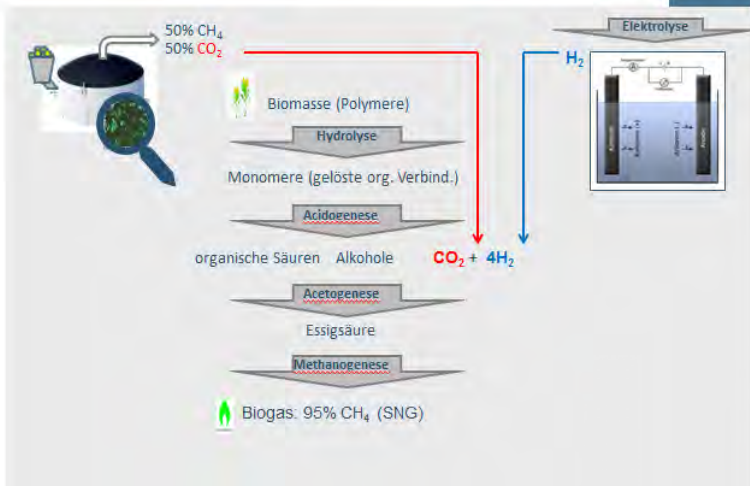 50% CH₄
50% CO₂
Elektrolyse
H₂
Biomasse (Polymere)
Hydrolyse
Monomere (gelöste org. Verbind.)
Acidogenese
organische Säuren Alkohole CO₂ + 4H₂
Acetogenese
Essigsäure
Methanogenese
Biogas: 95% CH₄ (SNG)